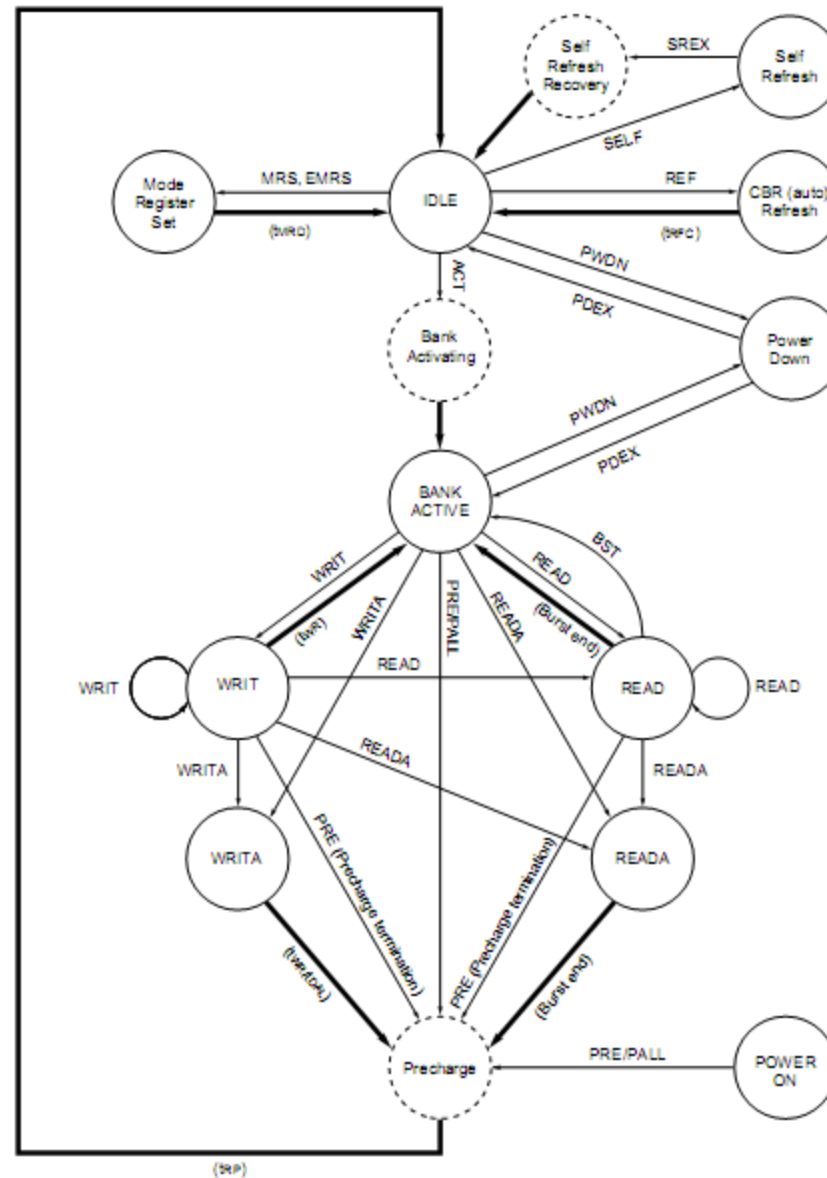 Self
Refresh
Recovery
SREX
Self
Refresh
SELF
Mode
Register
Set
MRS, EMRS
(tMRD)
IDLE
REF
(tRFC)
CBR (auto)
Refresh
ACT
PWDN
PDEX
Bank
Activating
Power
Down
PWDN
PDEX
BANK
ACTIVE
BST
WRIT
(tWR)
WRITA
PRE/PALL
READA
READ
(Burst end)
WRIT
WRIT
READ
READ
READ
WRITA
READA
READA
WRITA
READA
PRE (Precharge termination)
PRE (Precharge termination)
(Burst end)
Precharge
PRE/PALL
POWER
ON
(tRP)